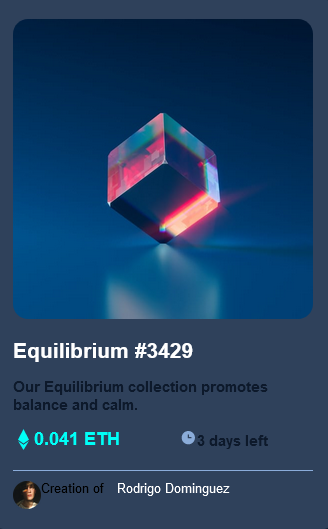 Equilibrium #3429
Our Equilibrium collection promotes
balance and calm.
0.041 ETH 3 days left
Creation of Rodrigo Dominguez